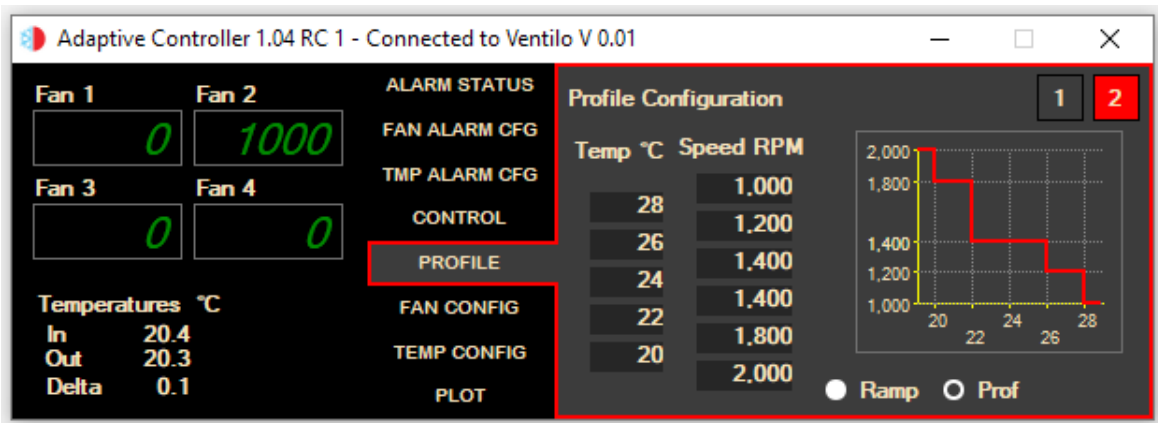 Adaptive Controller 1.04 RC 1 - Connected to Ventilo V 0.01
Fan 1 Fan 2
0 1000
Fan 3 Fan 4
0 0
Temperatures °C
In 20.4
Out 20.3
Delta 0.1
ALARM STATUS
FAN ALARM CFG
TMP ALARM CFG
CONTROL
PROFILE
FAN CONFIG
TEMP CONFIG
PLOT
Profile Configuration
1 2
Temp °C Speed RPM
1,000
28
1,200
26
1,400
24
1,400
22
1,800
20
2,000
2,000
1,800
1,400
1,200
1,000
20 24 28
22 26
Ramp Prof